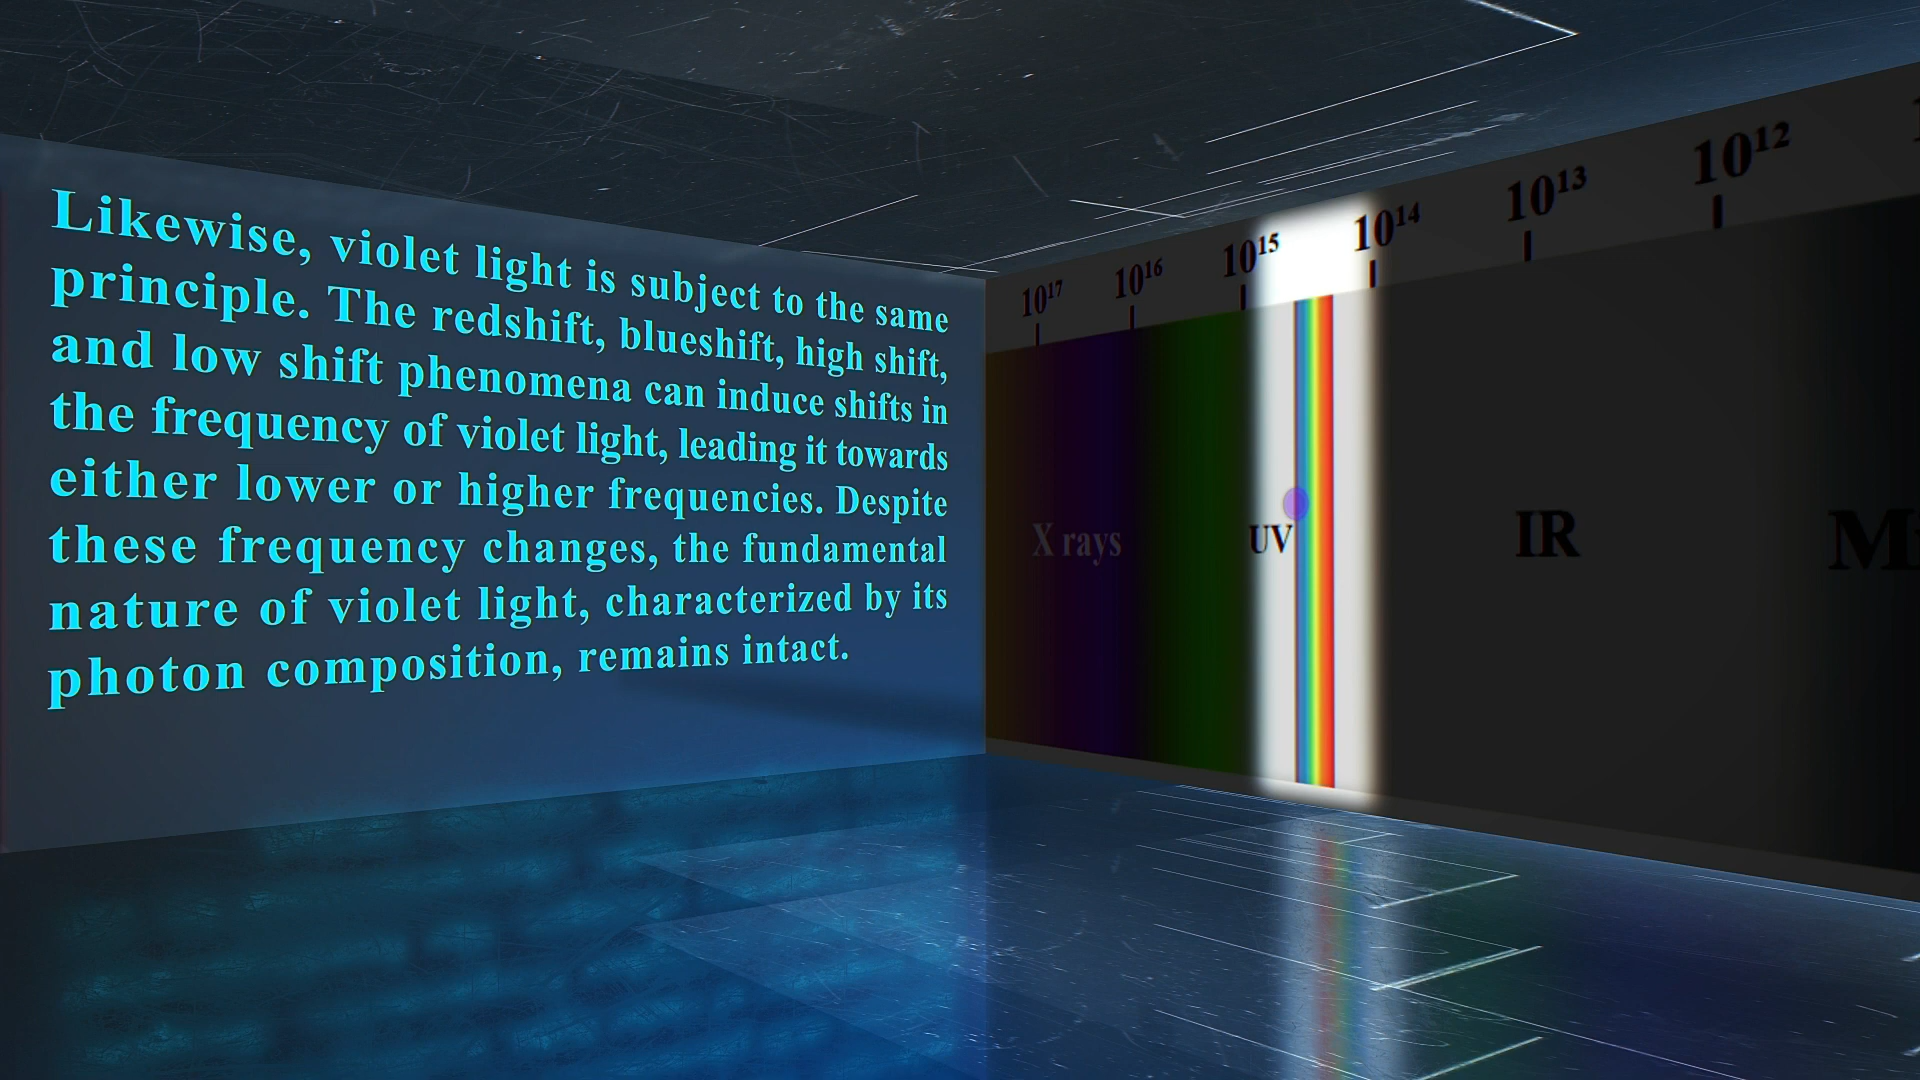 Likewise, violet light is subject to the same
principle. The redshift, blueshift, high shift,
and low shift phenomena can induce shifts in
the frequency of violet light, leading it towards
either lower or higher frequencies. Despite
these frequency changes, the fundamental
nature of violet light, characterized by its
photon composition, remains intact.
10¹⁷ 10¹⁶ 10¹⁵ 10¹⁴ 10¹³ 10¹²
X rays UV IR